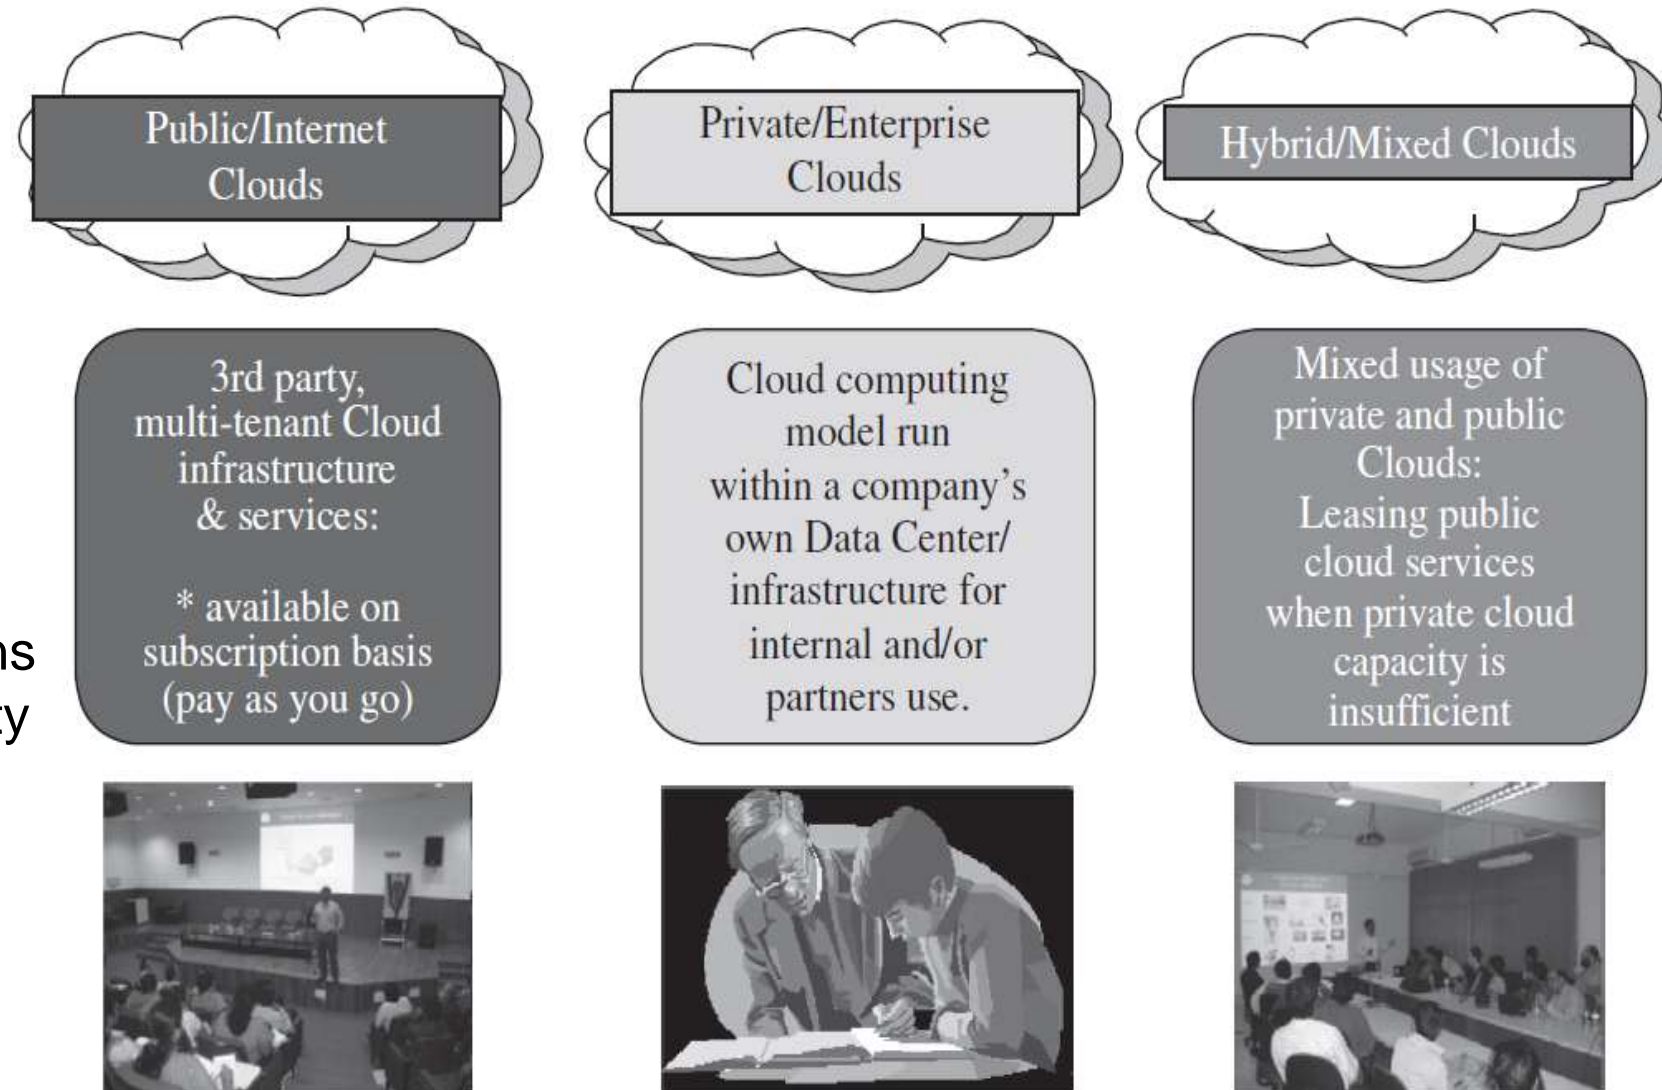 Public/Internet
Clouds
3rd party,
multi-tenant Cloud
infrastructure
& services:
* available on
subscription basis
(pay as you go)
Private/Enterprise
Clouds
Cloud computing
model run
within a company’s
own Data Center/
infrastructure for
internal and/or
partners use.
Hybrid/Mixed Clouds
Mixed usage of
private and public
Clouds:
Leasing public
cloud services
when private cloud
capacity is
insufficient